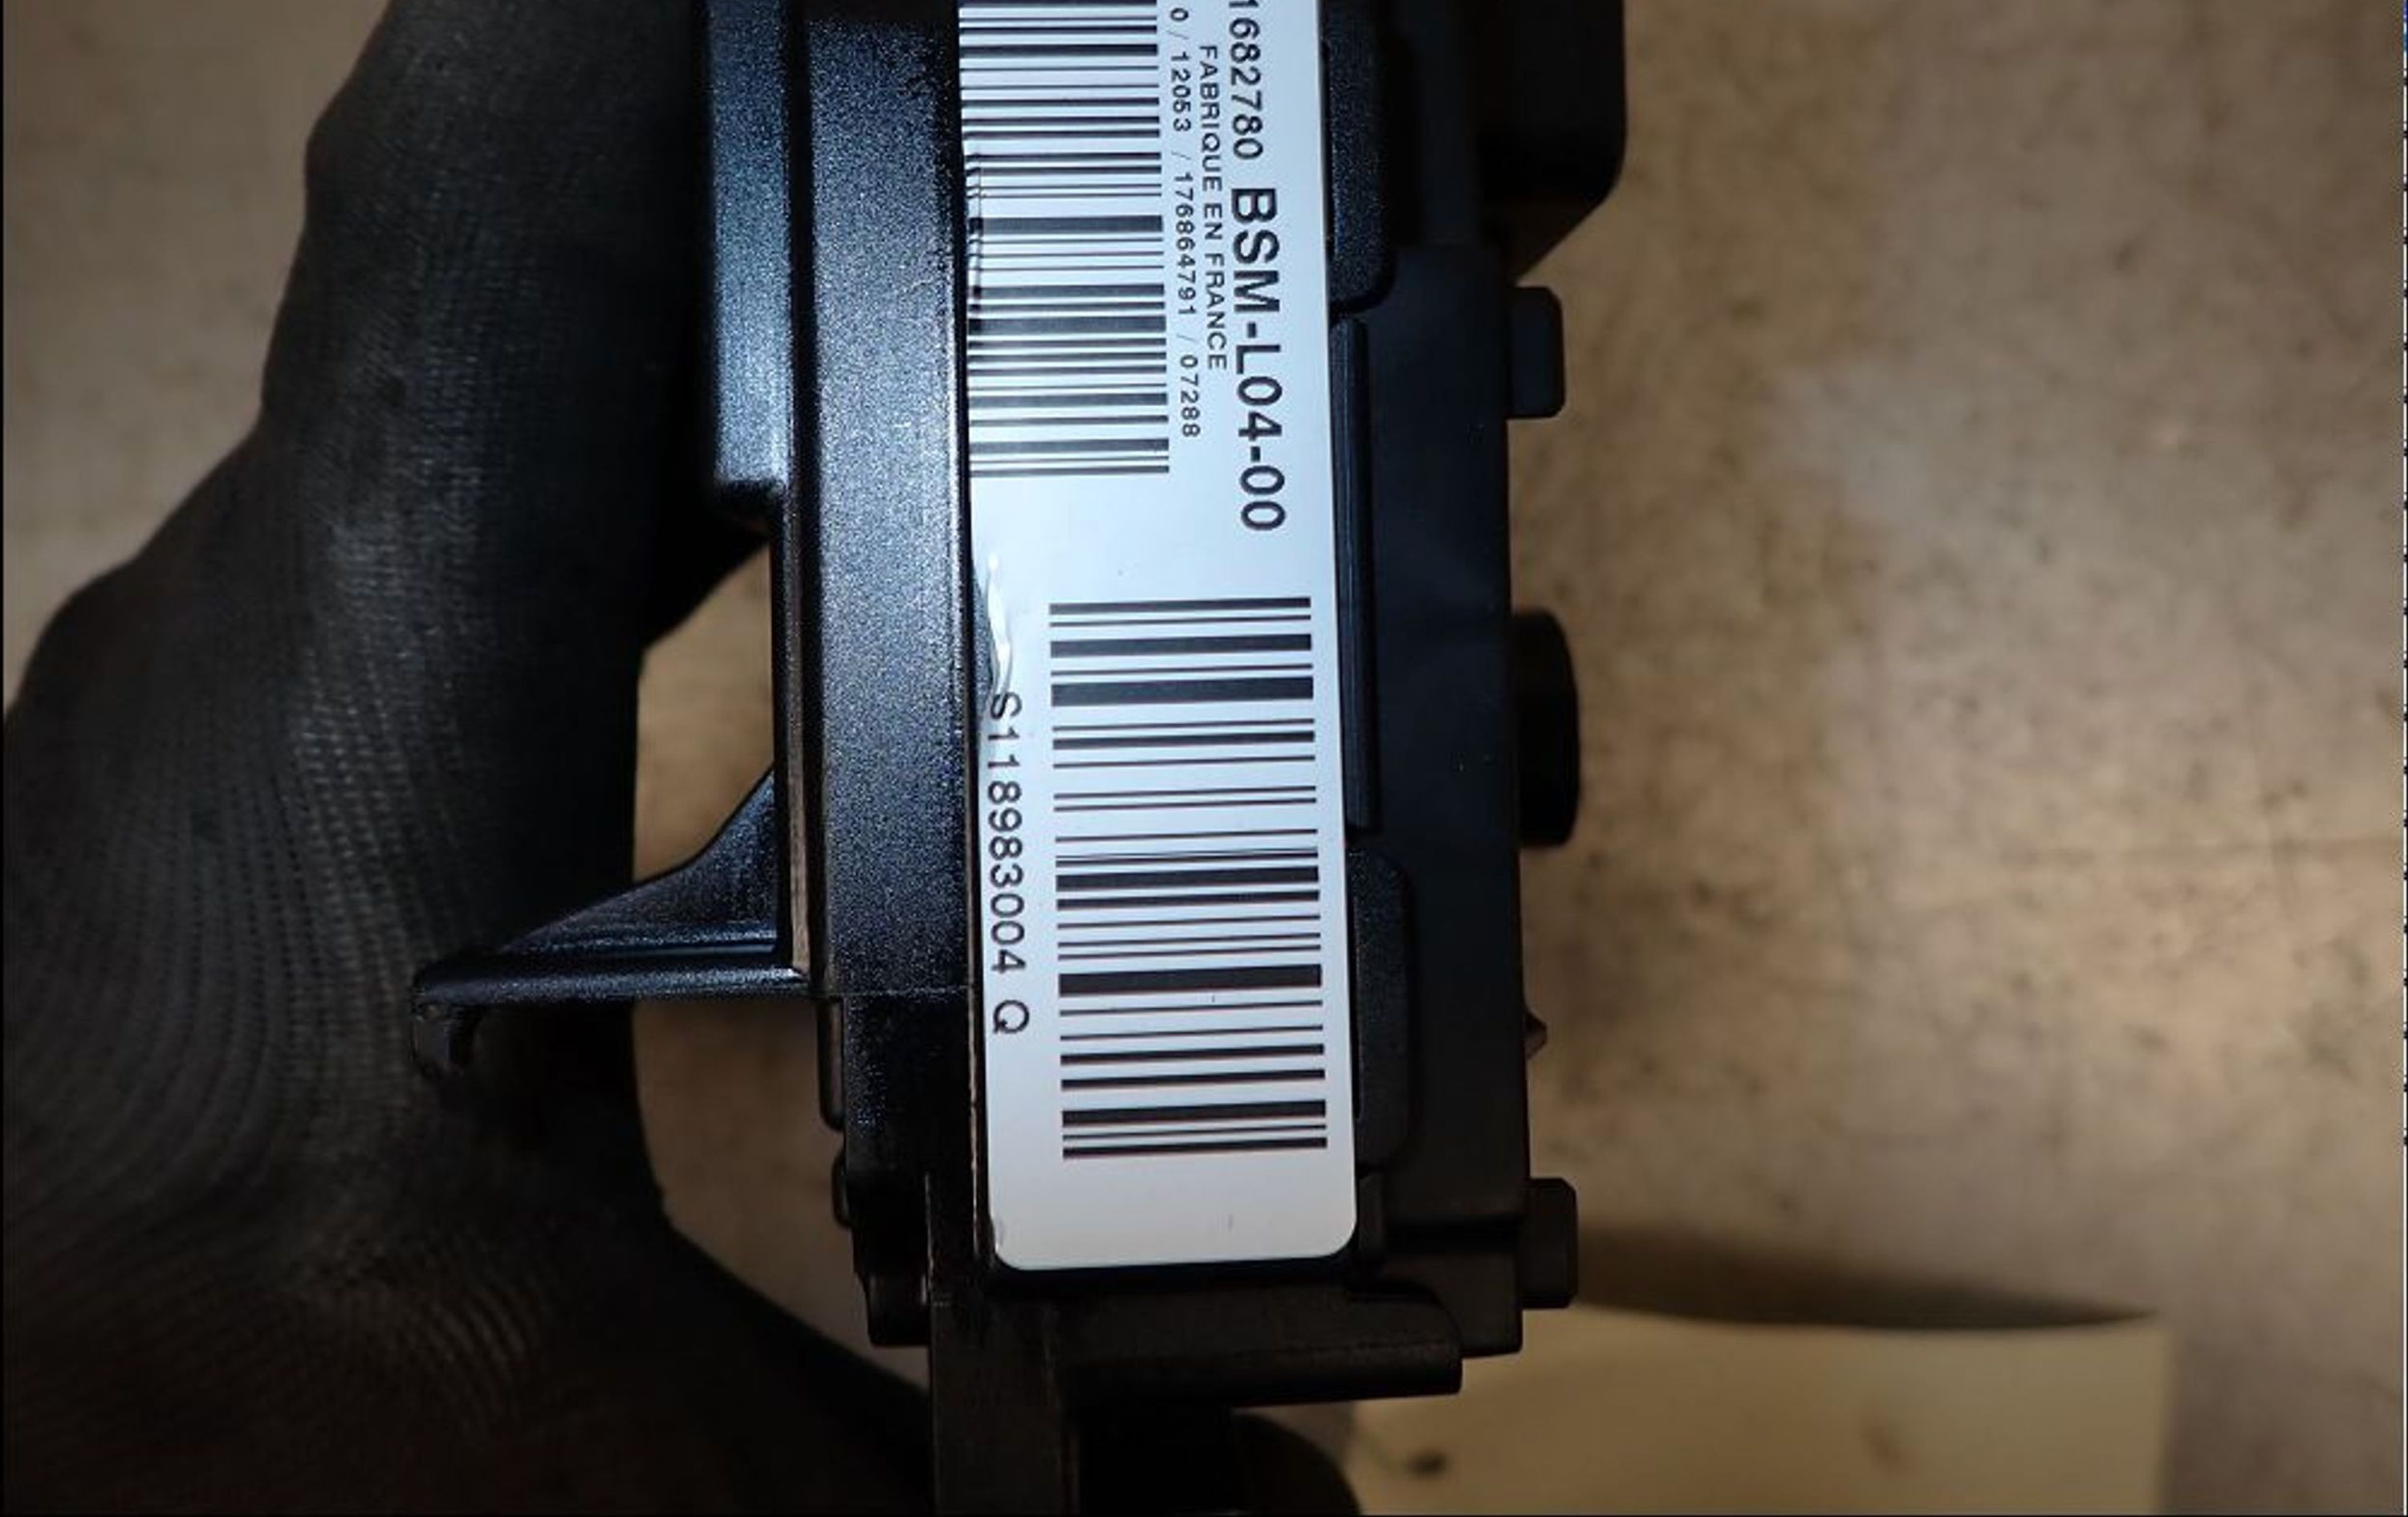 1682780 BSM-L04-00
FABRIQUE EN FRANCE
0 / 12053 / 176864791 / 07288
S118983004 Q